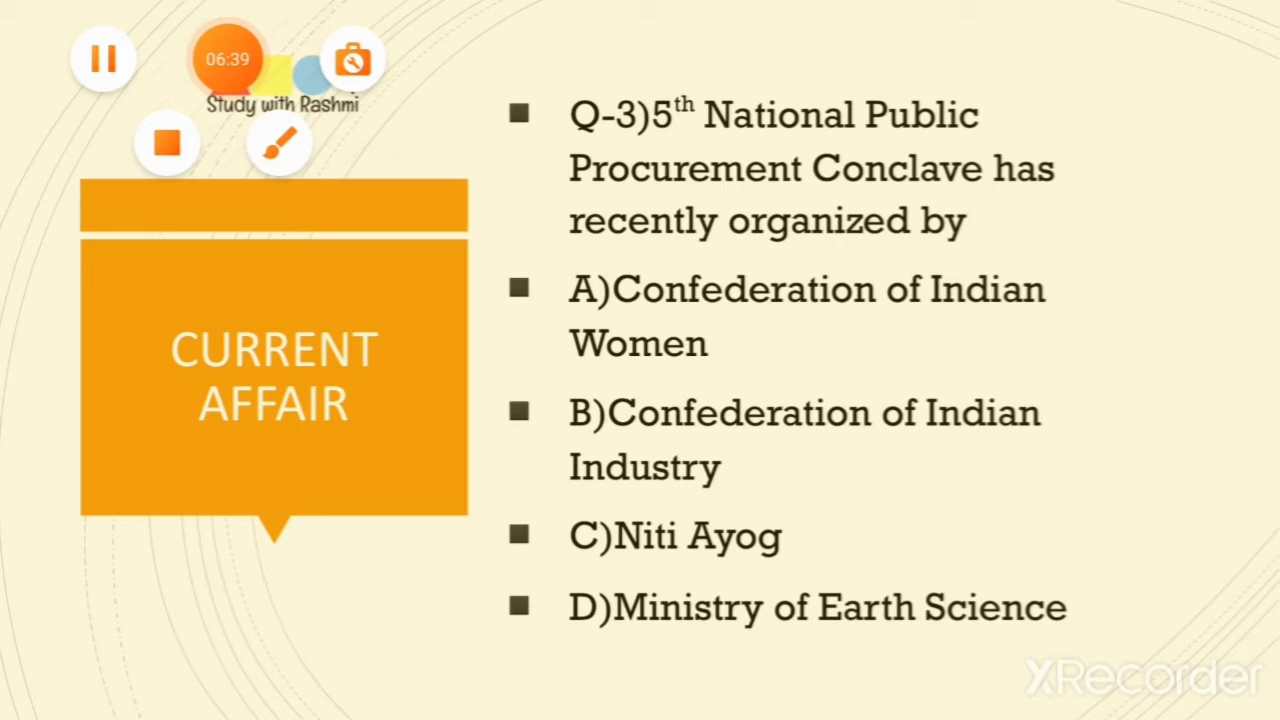 06:39
Study with Rashmi
CURRENT
AFFAIR
Q-3)5th National Public
Procurement Conclave has
recently organized by
A)Confederation of Indian
Women
B)Confederation of Indian
Industry
C)Niti Ayog
D)Ministry of Earth Science
XRecorder